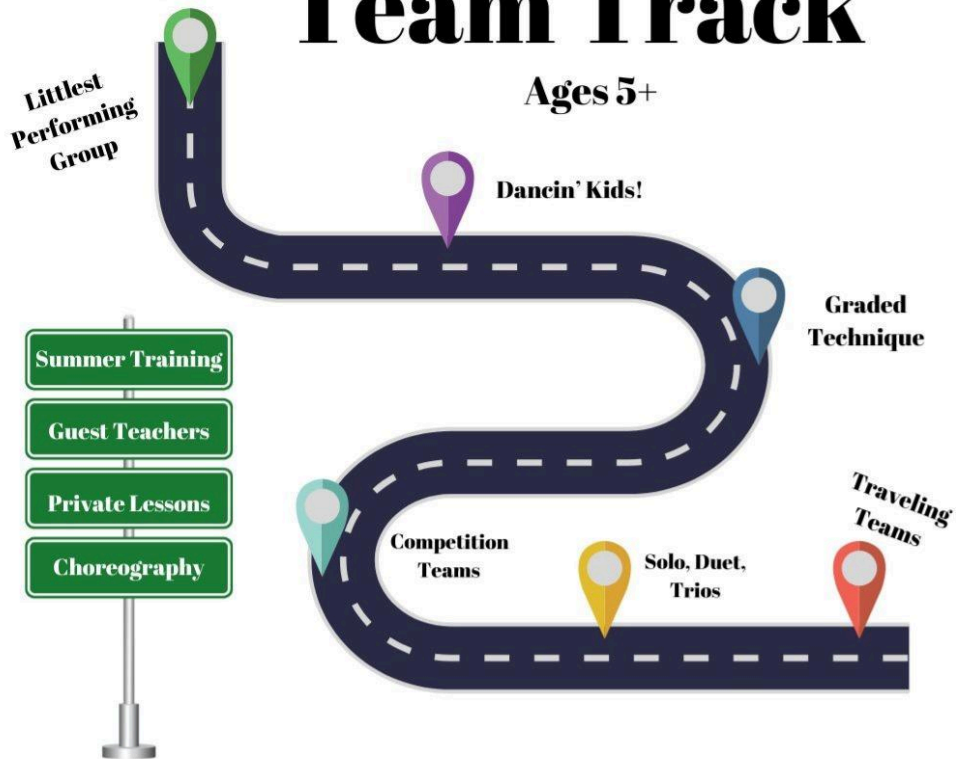 Team Track
Ages 5+
Littlest
Performing
Group
Dancin' Kids!
Graded
Technique
Summer Training
Guest Teachers
Private Lessons
Choreography
Competition
Teams
Solo, Duet,
Trios
Traveling
Teams